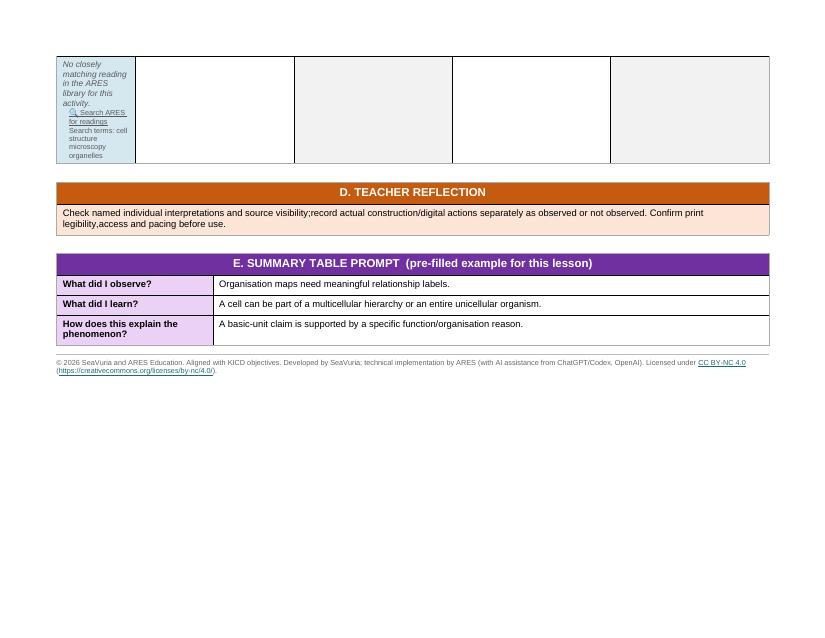 No closely
matching reading
in the ARES
library for this
activity.
🔍 Search ARES
for readings
Search terms: cell
structure
microscopy
organelles
D. TEACHER REFLECTION
Check named individual interpretations and source visibility;record actual construction/digital actions separately as observed or not observed. Confirm print
legibility,access and pacing before use.
E. SUMMARY TABLE PROMPT (pre-filled example for this lesson)
What did I observe? Organisation maps need meaningful relationship labels.
What did I learn? A cell can be part of a multicellular hierarchy or an entire unicellular organism.
How does this explain the A basic-unit claim is supported by a specific function/organisation reason.
phenomenon?
© 2026 SeaVuria and ARES Education. Aligned with KICD objectives. Developed by SeaVuria; technical implementation by ARES (with AI assistance from ChatGPT/Codex, OpenAI). Licensed under CC BY-NC 4.0
(https://creativecommons.org/licenses/by-nc/4.0/).